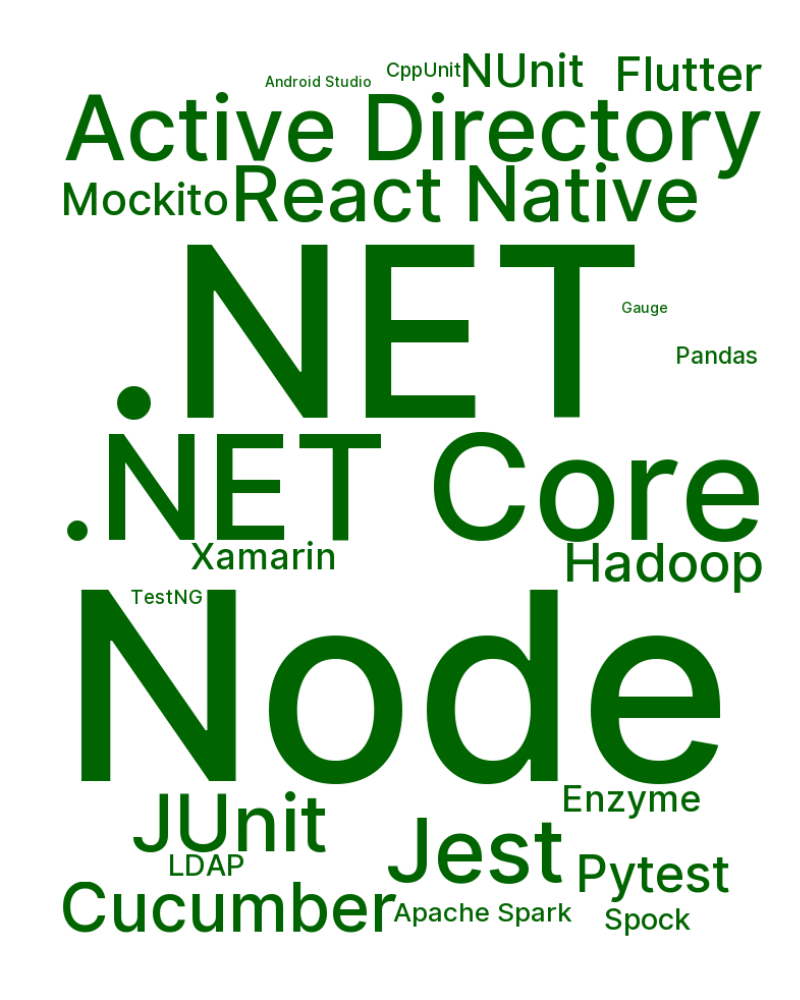 Android Studio
CppUnit
NUnit
Flutter
Active Directory
Mockito
React Native
.NET
Gauge
Pandas
.NET Core
Xamarin
Hadoop
TestNG
Node
Enzyme
JUnit
Jest
LDAP
Pytest
Cucumber
Apache Spark
Spock